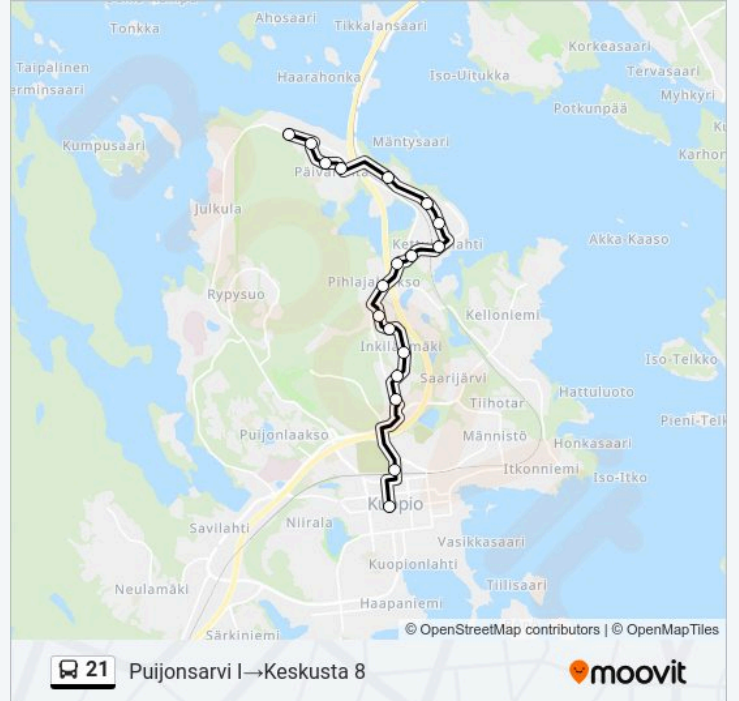 Ahosaari
Tonkka
Tikkalansaari
Korkeasaari
Taipalinen
Haarahonka
Iso-Uitukka
Tervasaari
erminsaari
Myhkyri
Potkunpää
Kumpusaari
Mäntysaari
Karhon
Julkula
Akka-Kaaso
Rypysuo
Kelloniemi
Inkilänmäki
Iso-Telkko
Saarijärvi
Hattuluoto
Tiihotar
Pieni-Telk
Puijonlaakso
Männistö
Honkasaari
Itkonniemi
Iso-Itko
Kuopio
Savilahti
Niirala
Vasikkasaari
Kuopionlahti
Neulamäki
Tiilisaari
Haapaniemi
Särkiniemi
© OpenStreetMap contributors | © OpenMapTiles
21 Puijonsarvi I→Keskusta 8
moovit